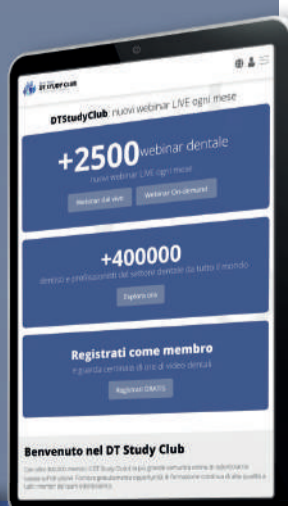 DT STUDY CLUB
DTStudyClub: nuovi webinar LIVE ogni mese
+2500 webinar dentale
nuovi webinar LIVE ogni mese
Webinar dal vivo Webinar On-demand
+400000
dentisti e professionisti del settore dentale da tutto il mondo
Esplora ora
Registrati come membro
e guarda centinaia di ore di video dentali
Registrati GRATIS
Benvenuto nel DT Study Club